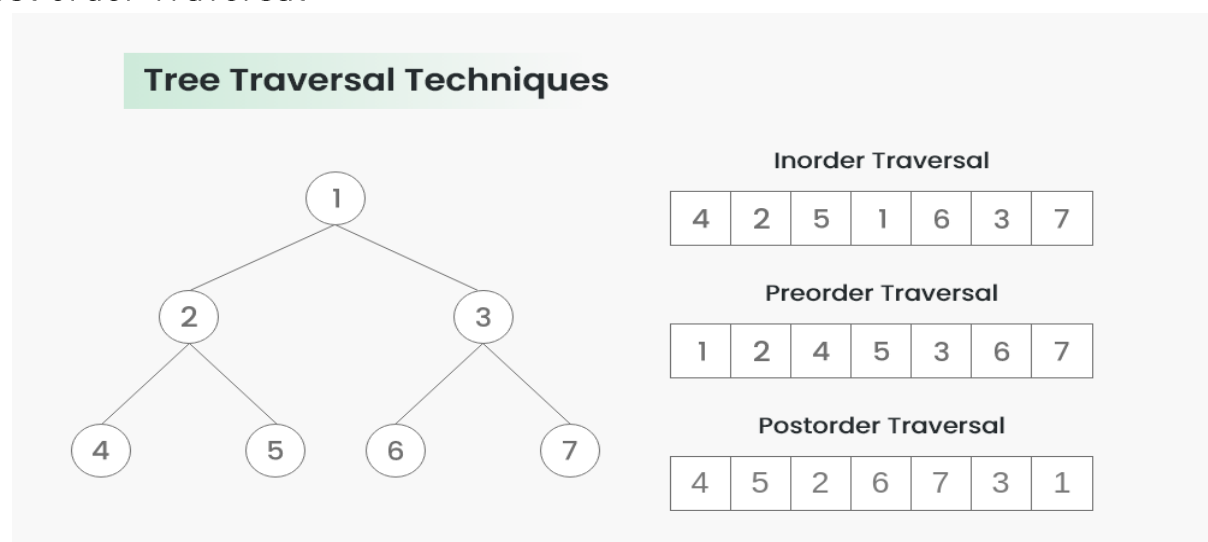 Tree Traversal Techniques
1
2
3
4
5
6
7
Inorder Traversal
4 2 5 1 6 3 7
Preorder Traversal
1 2 4 5 3 6 7
Postorder Traversal
4 5 2 6 7 3 1